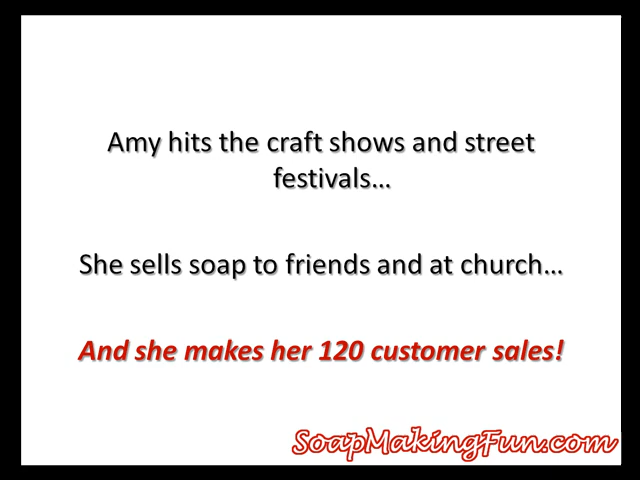 Amy hits the craft shows and street
festivals…
She sells soap to friends and at church…
And she makes her 120 customer sales!
SoapMakingFun.com